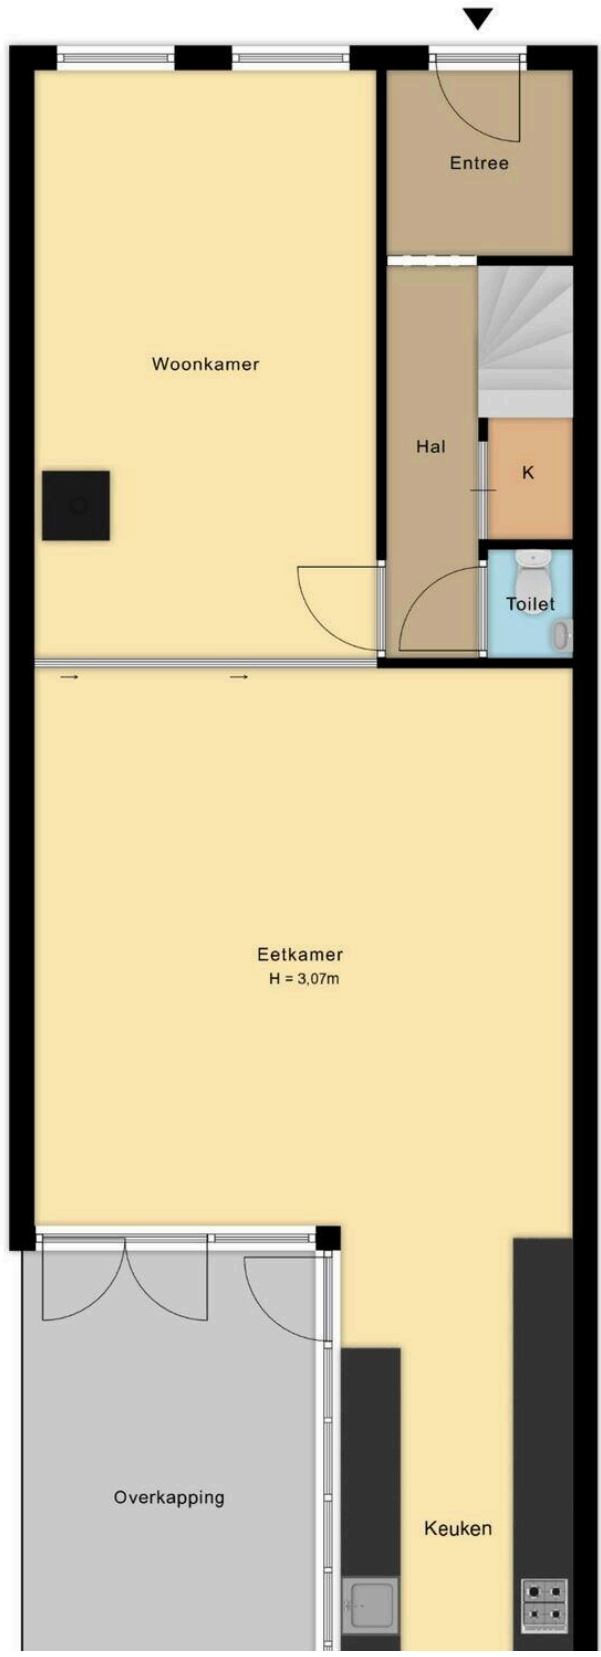 Entree
Woonkamer
Hal
K
Toilet
Eetkamer
H = 3,07m
Overkapping
Keuken